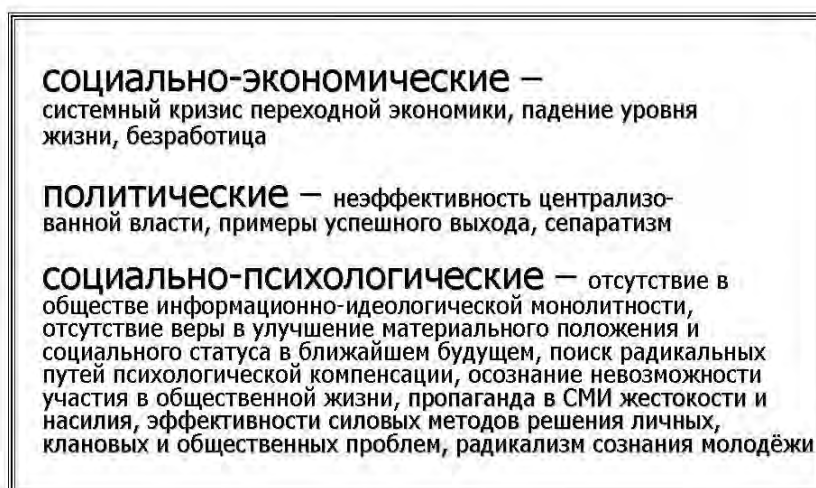 социально-экономические –
системный кризис переходной экономики, падение уровня
жизни, безработица
политические – неэффективность централизо-
ванной власти, примеры успешного выхода, сепаратизм
социально-психологические – отсутствие в
обществе информационно-идеологической монолитности,
отсутствие веры в улучшение материального положения и
социального статуса в ближайшем будущем, поиск радикальных
путей психологической компенсации, осознание невозможности
участия в общественной жизни, пропаганда в СМИ жестокости и
насилия, эффективности силовых методов решения личных,
клановых и общественных проблем, радикализм сознания молодёжи